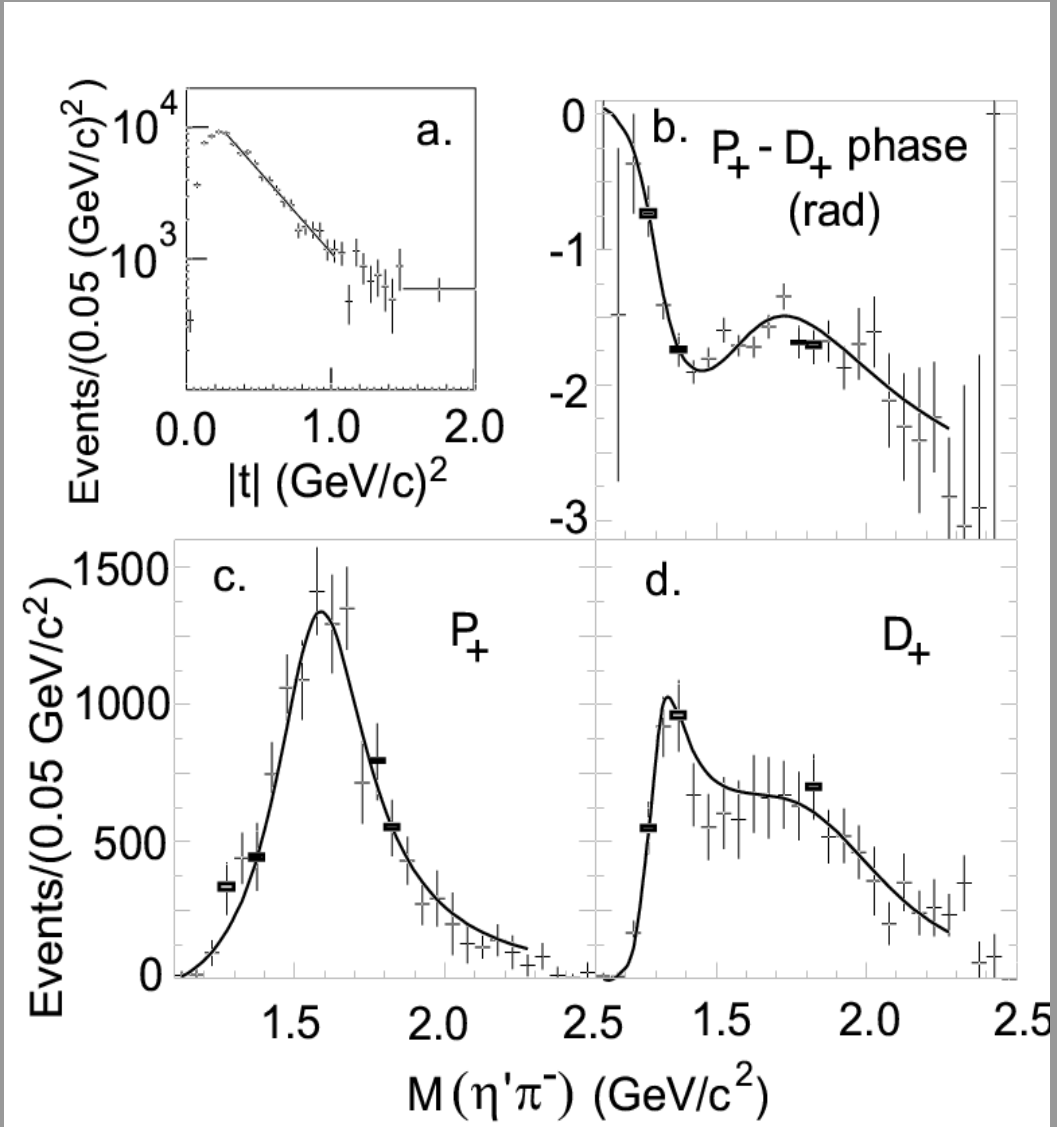 Events/(0.05 (GeV/c)²)
10⁴
10³
a.
0.0 1.0 2.0
|t| (GeV/c)²
b.
P₊ - D₊ phase
(rad)
0
-1
-2
-3
Events/(0.05 GeV/c²)
1500
1000
500
0
c.
P₊
d.
D₊
1.5 2.0 2.5 1.5 2.0 2.5
M(η'π⁻) (GeV/c²)